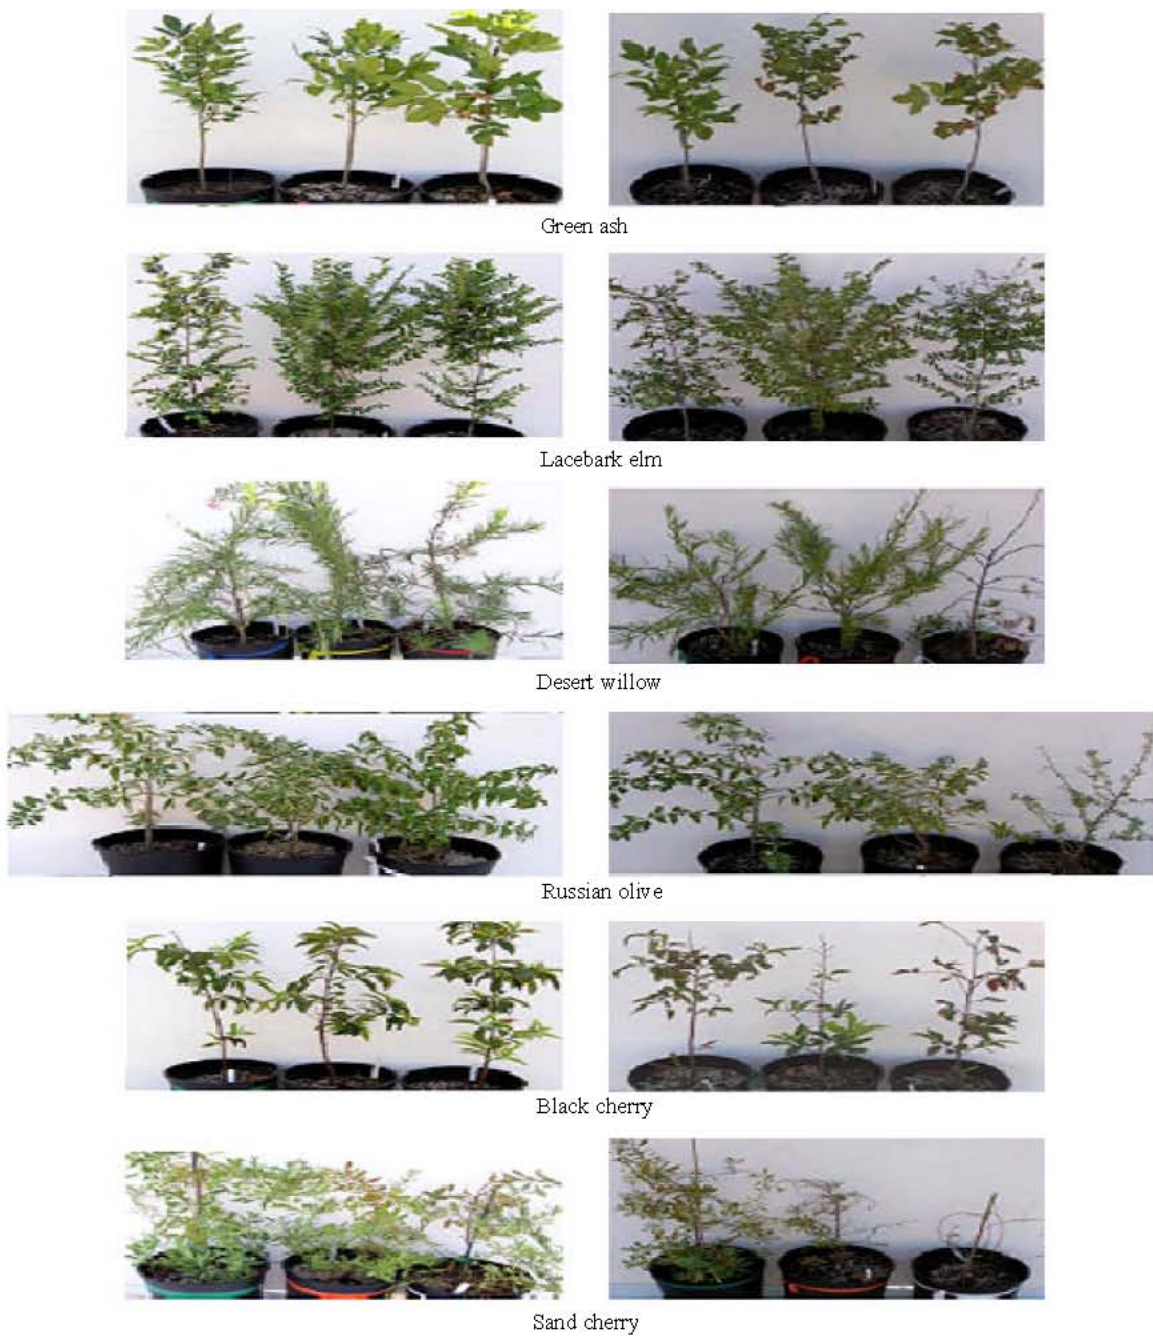 Green ash
Lacebark elm
Desert willow
Russian olive
Black cherry
Sand cherry